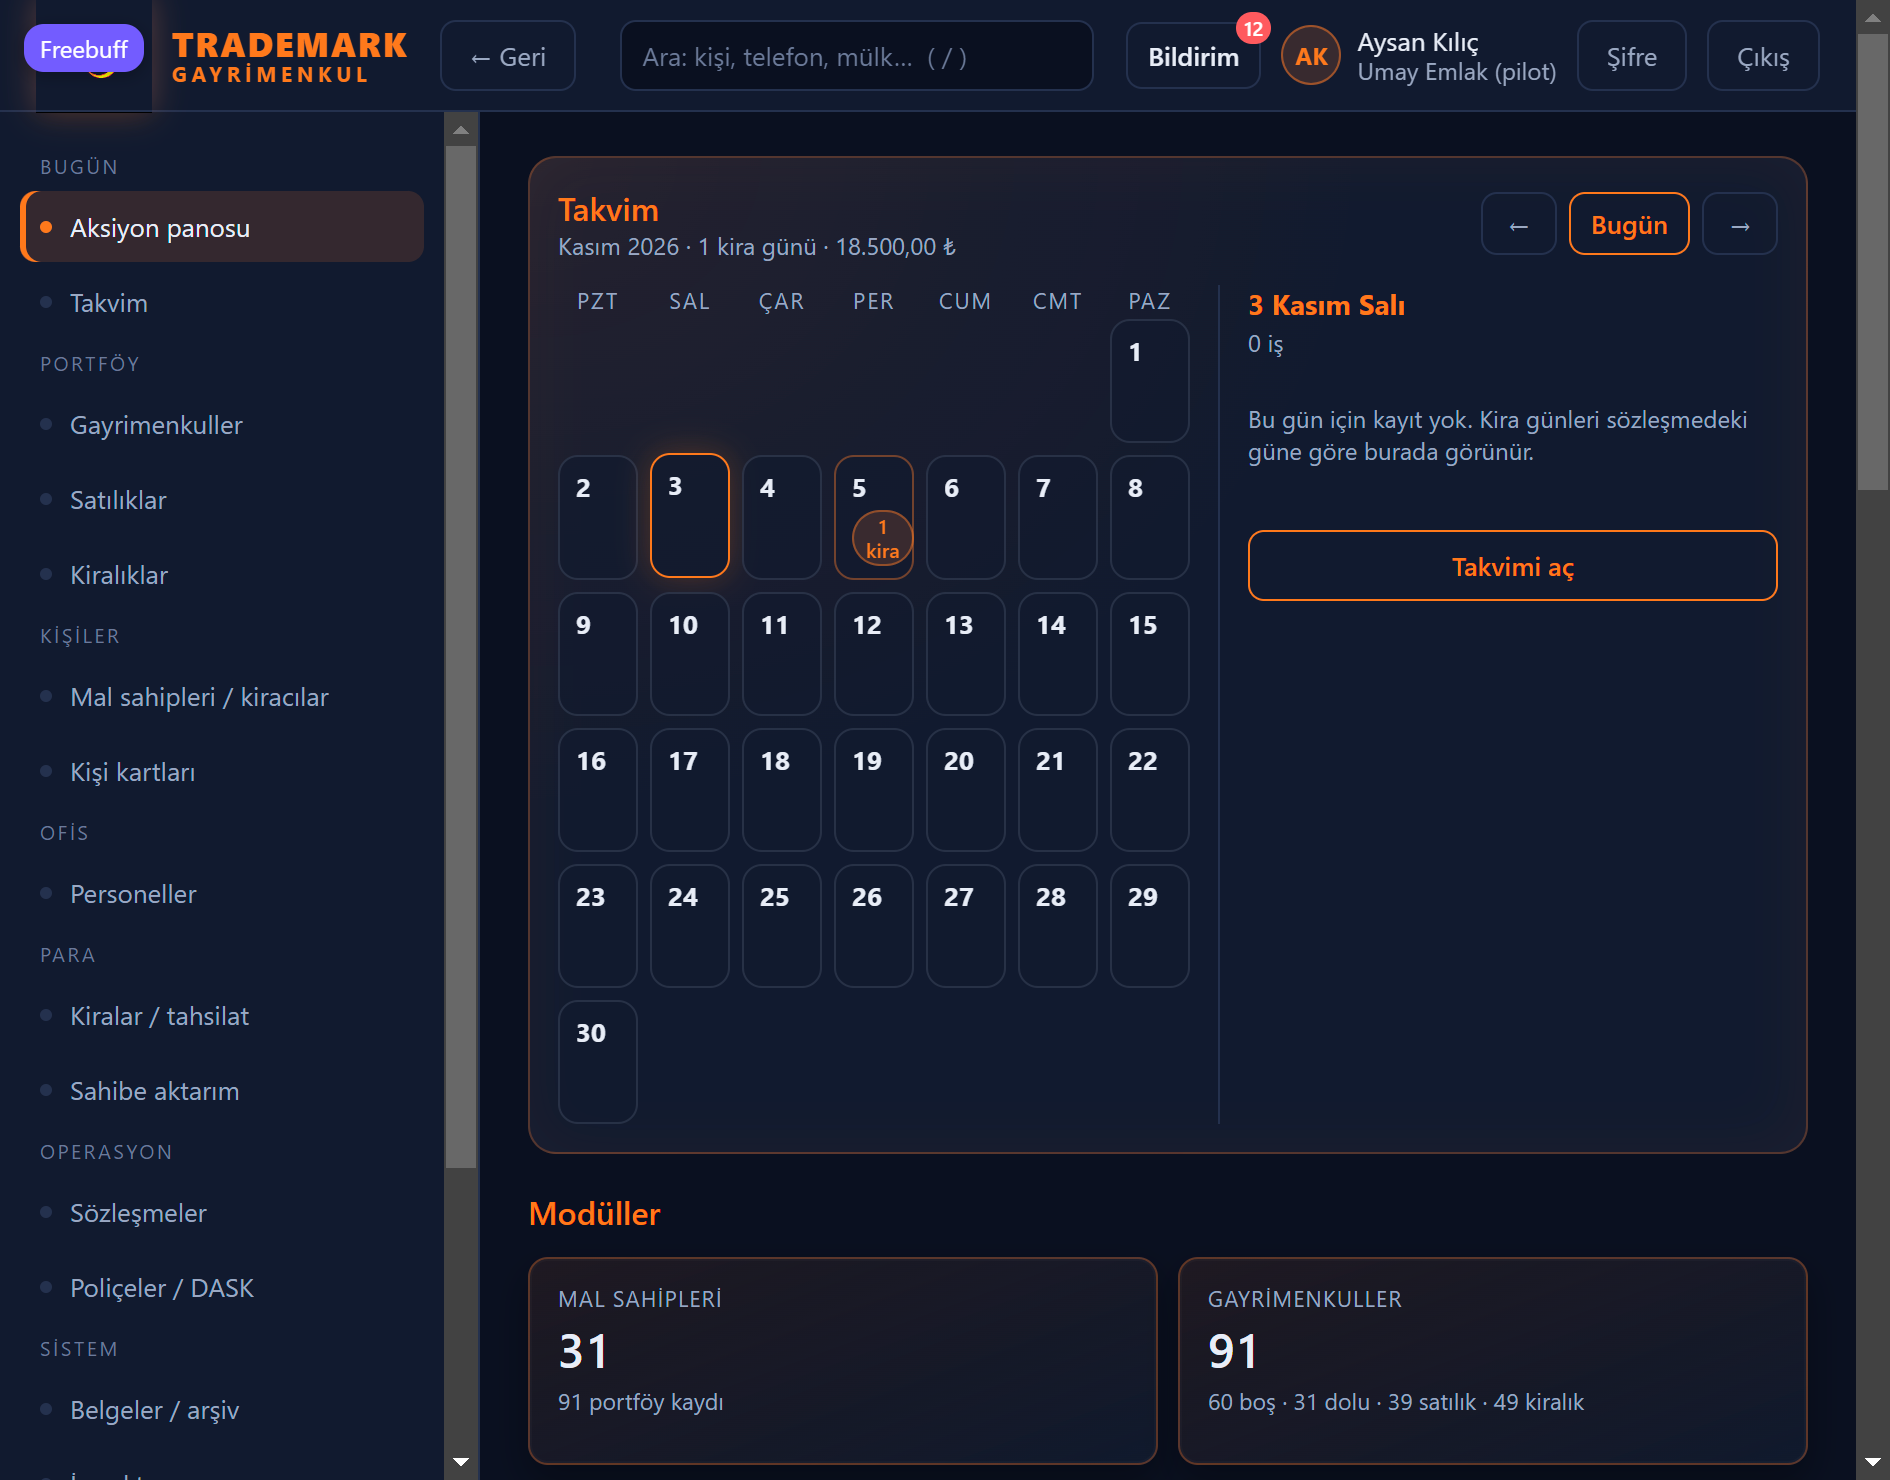 Freebuff
TRADEMARK
GAYRİMENKUL
← Geri
Ara: kişi, telefon, mülk... ( / )
Bildirim
12
AK
Aysan Kılıç
Umay Emlak (pilot)
Şifre
Çıkış
BUGÜN
Aksiyon panosu
Takvim
PORTFÖY
Gayrimenkuller
Satılıklar
Kiralıklar
KİŞİLER
Mal sahipleri / kiracılar
Kişi kartları
OFİS
Personeller
PARA
Kiralar / tahsilat
Sahibe aktarım
OPERASYON
Sözleşmeler
Poliçeler / DASK
SİSTEM
Belgeler / arşiv
Takvim
Kasım 2026 · 1 kira günü · 18.500,00 ₺
←
Bugün
→
PZT SAL ÇAR PER CUM CMT PAZ
1
2 3 4 5 6 7 8
1
kira
9 10 11 12 13 14 15
16 17 18 19 20 21 22
23 24 25 26 27 28 29
30
3 Kasım Salı
0 iş
Bu gün için kayıt yok. Kira günleri sözleşmedeki
güne göre burada görünür.
Takvimi aç
Modüller
MAL SAHİPLERİ
31
91 portföy kaydı
GAYRİMENKULLER
91
60 boş · 31 dolu · 39 satılık · 49 kiralık